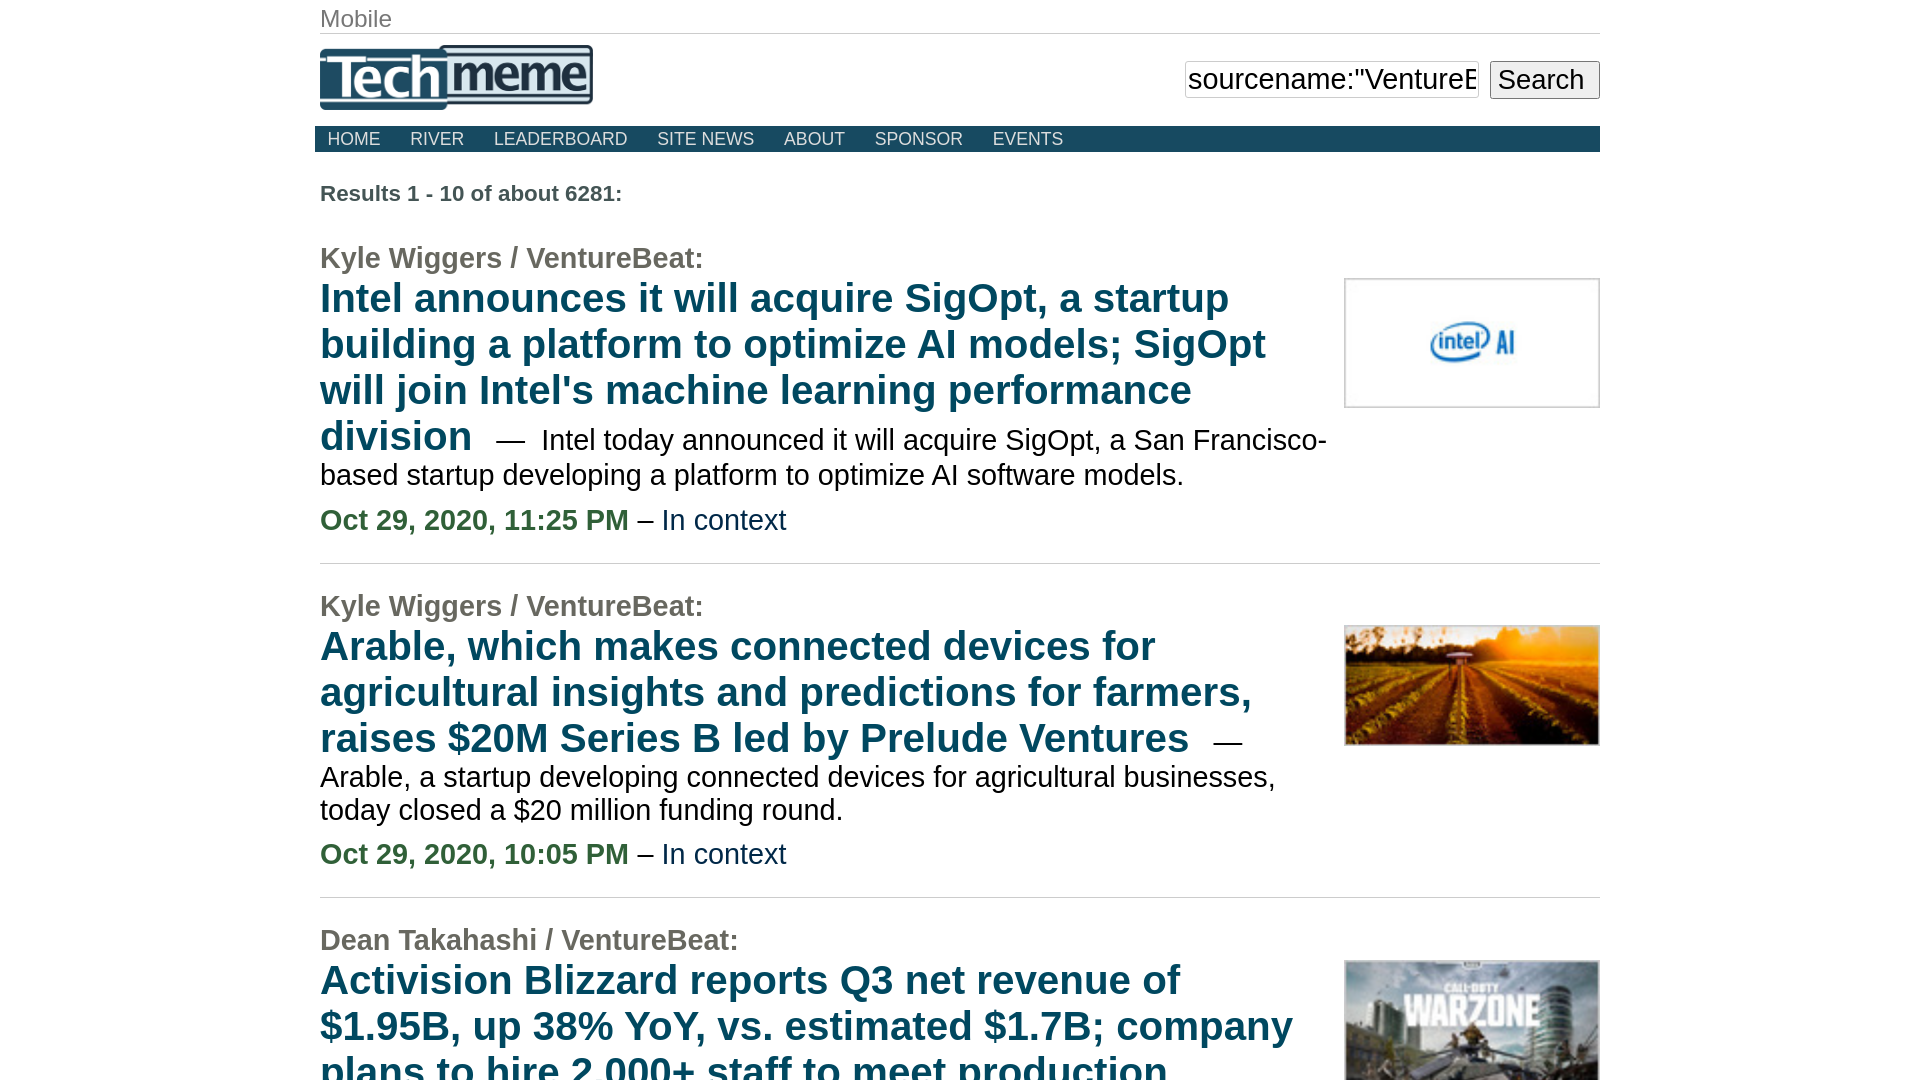 Mobile
Tech meme
sourcename:"VentureB
Search
HOME RIVER LEADERBOARD SITE NEWS ABOUT SPONSOR EVENTS
Results 1 - 10 of about 6281:
Kyle Wiggers / VentureBeat:
Intel announces it will acquire SigOpt, a startup
building a platform to optimize AI models; SigOpt
will join Intel's machine learning performance
division — Intel today announced it will acquire SigOpt, a San Francisco-
based startup developing a platform to optimize AI software models.
Oct 29, 2020, 11:25 PM – In context
intel AI
Kyle Wiggers / VentureBeat:
Arable, which makes connected devices for
agricultural insights and predictions for farmers,
raises $20M Series B led by Prelude Ventures —
Arable, a startup developing connected devices for agricultural businesses,
today closed a $20 million funding round.
Oct 29, 2020, 10:05 PM – In context
Dean Takahashi / VentureBeat:
Activision Blizzard reports Q3 net revenue of
$1.95B, up 38% YoY, vs. estimated $1.7B; company
plans to hire 2,000+ staff to meet production
CALL OF DUTY
WARZONE